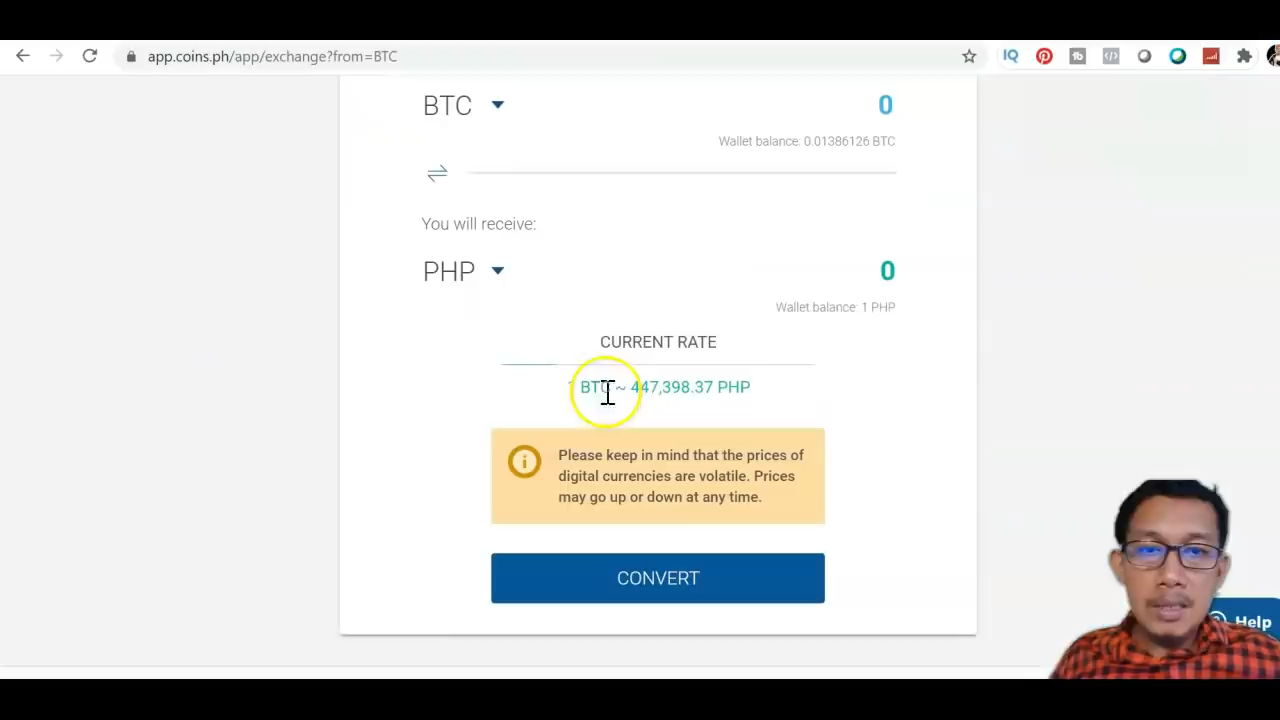 app.coins.ph/app/exchange?from=BTC
BTC
0
Wallet balance: 0.01386126 BTC
You will receive:
PHP
0
Wallet balance: 1 PHP
CURRENT RATE
1 BTC ~ 447,398.37 PHP
Please keep in mind that the prices of
digital currencies are volatile. Prices
may go up or down at any time.
CONVERT
Help